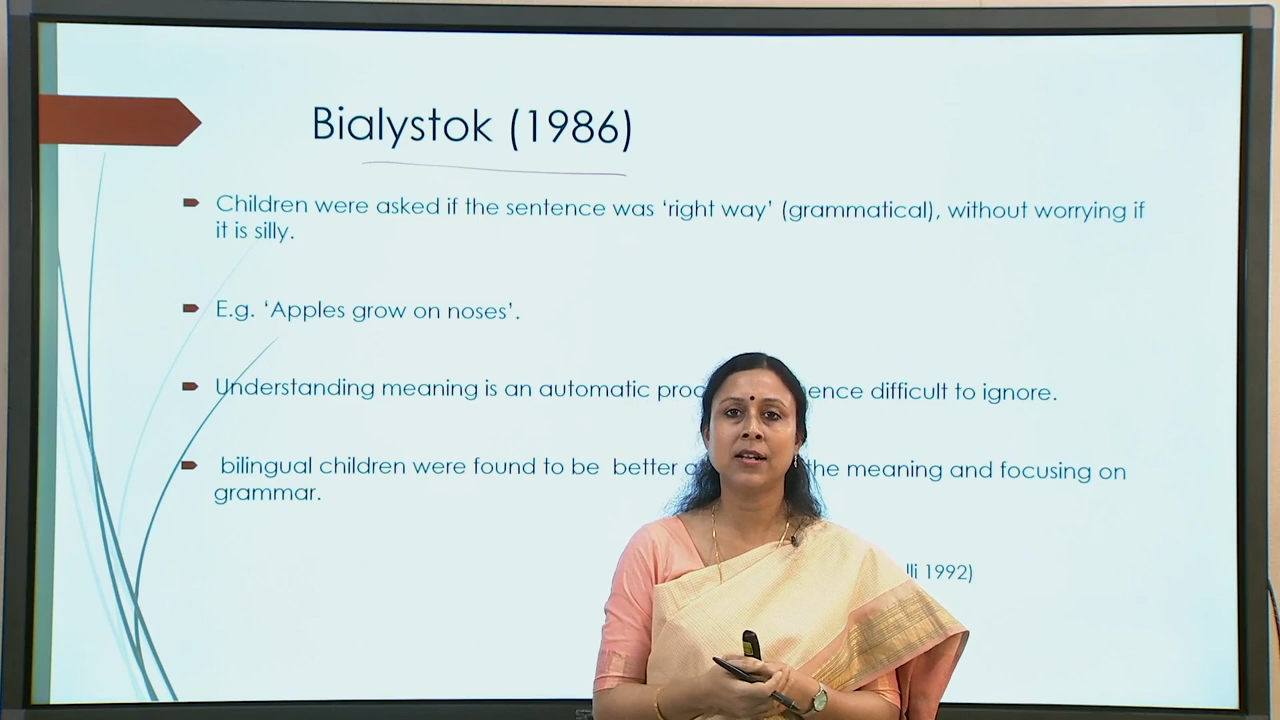 Bialystok (1986)
Children were asked if the sentence was ‘right way’ (grammatical), without worrying if
it is silly.
E.g. ‘Apples grow on noses’.
Understanding meaning is an automatic difficult to ignore.
bilingual children were found to be better the meaning and focusing on
grammar.
1992)